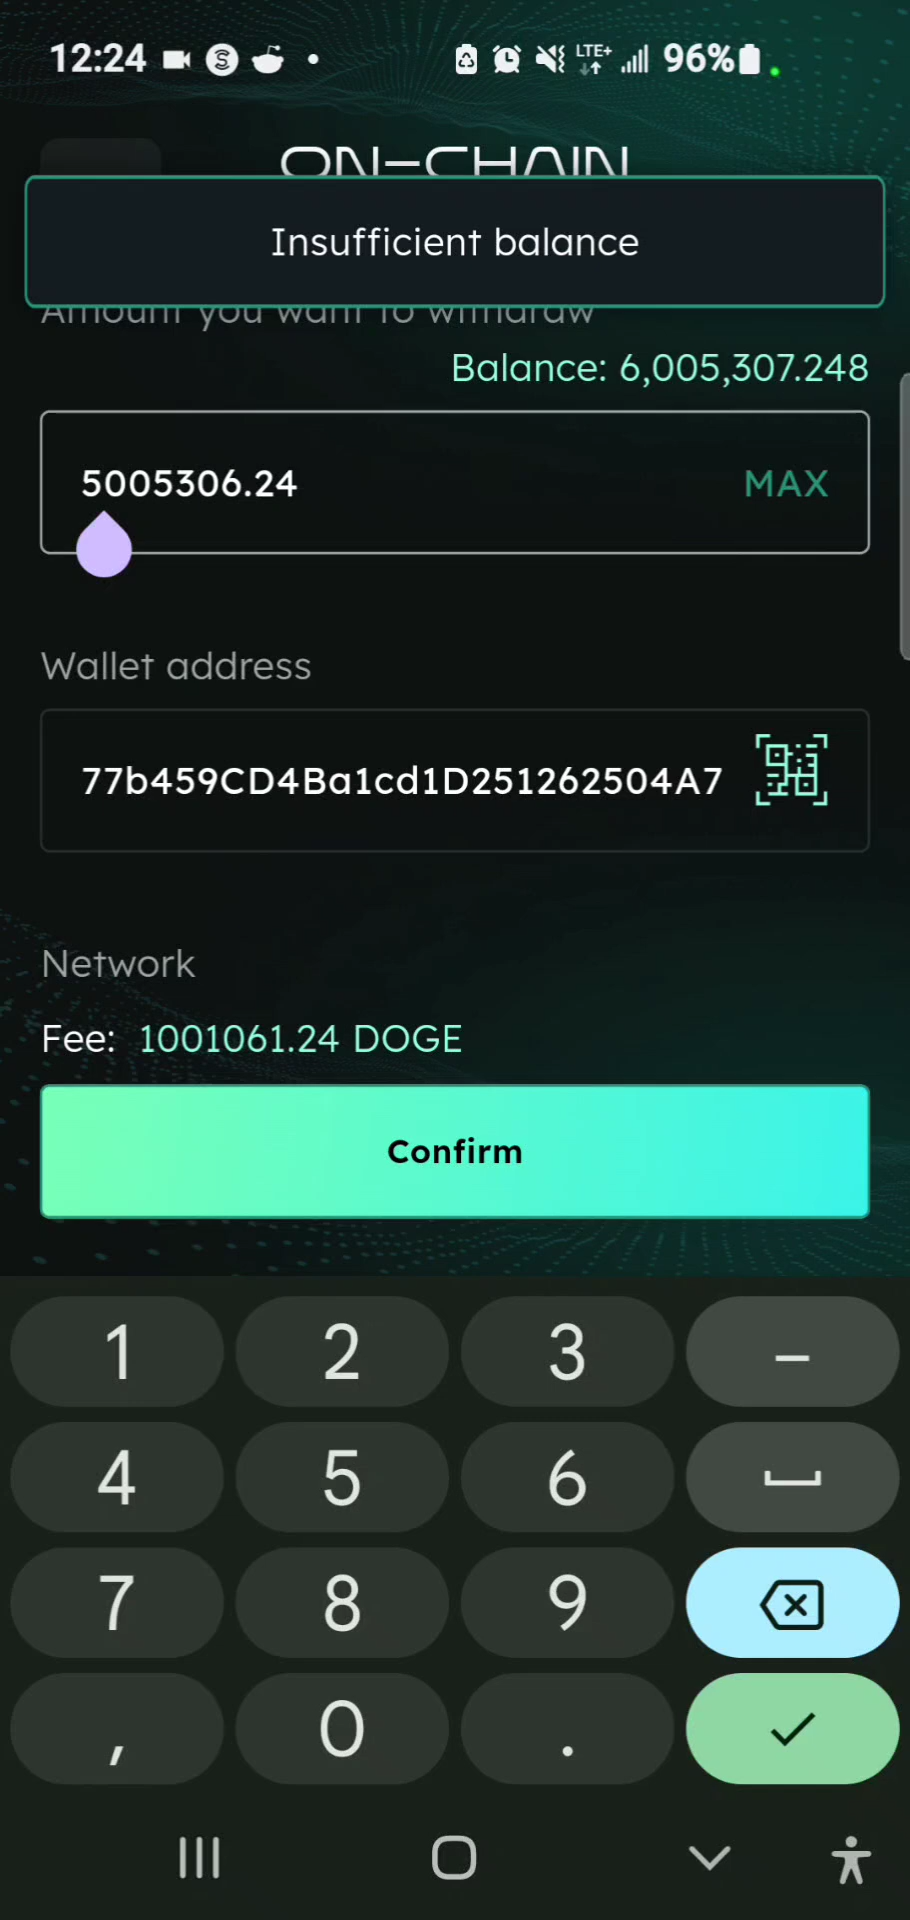 12:24 LTE+ 96%
ON-CHAIN
Insufficient balance
Amount you want to withdraw
Balance: 6,005,307.248
5005306.24 MAX
Wallet address
77b459CD4Ba1cd1D251262504A7
Network
Fee: 1001061.24 DOGE
Confirm
1 2 3 –
4 5 6
7 8 9
, 0 .